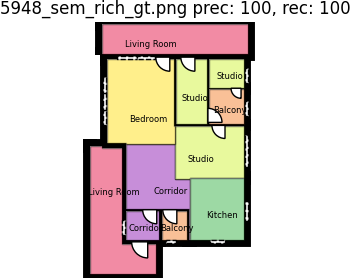 5948_sem_rich_gt.png prec: 100, rec: 100
Living Room
Studio
Studio
Balcony
Bedroom
Studio
Living Room
Corridor
Kitchen
Corridor
Balcony